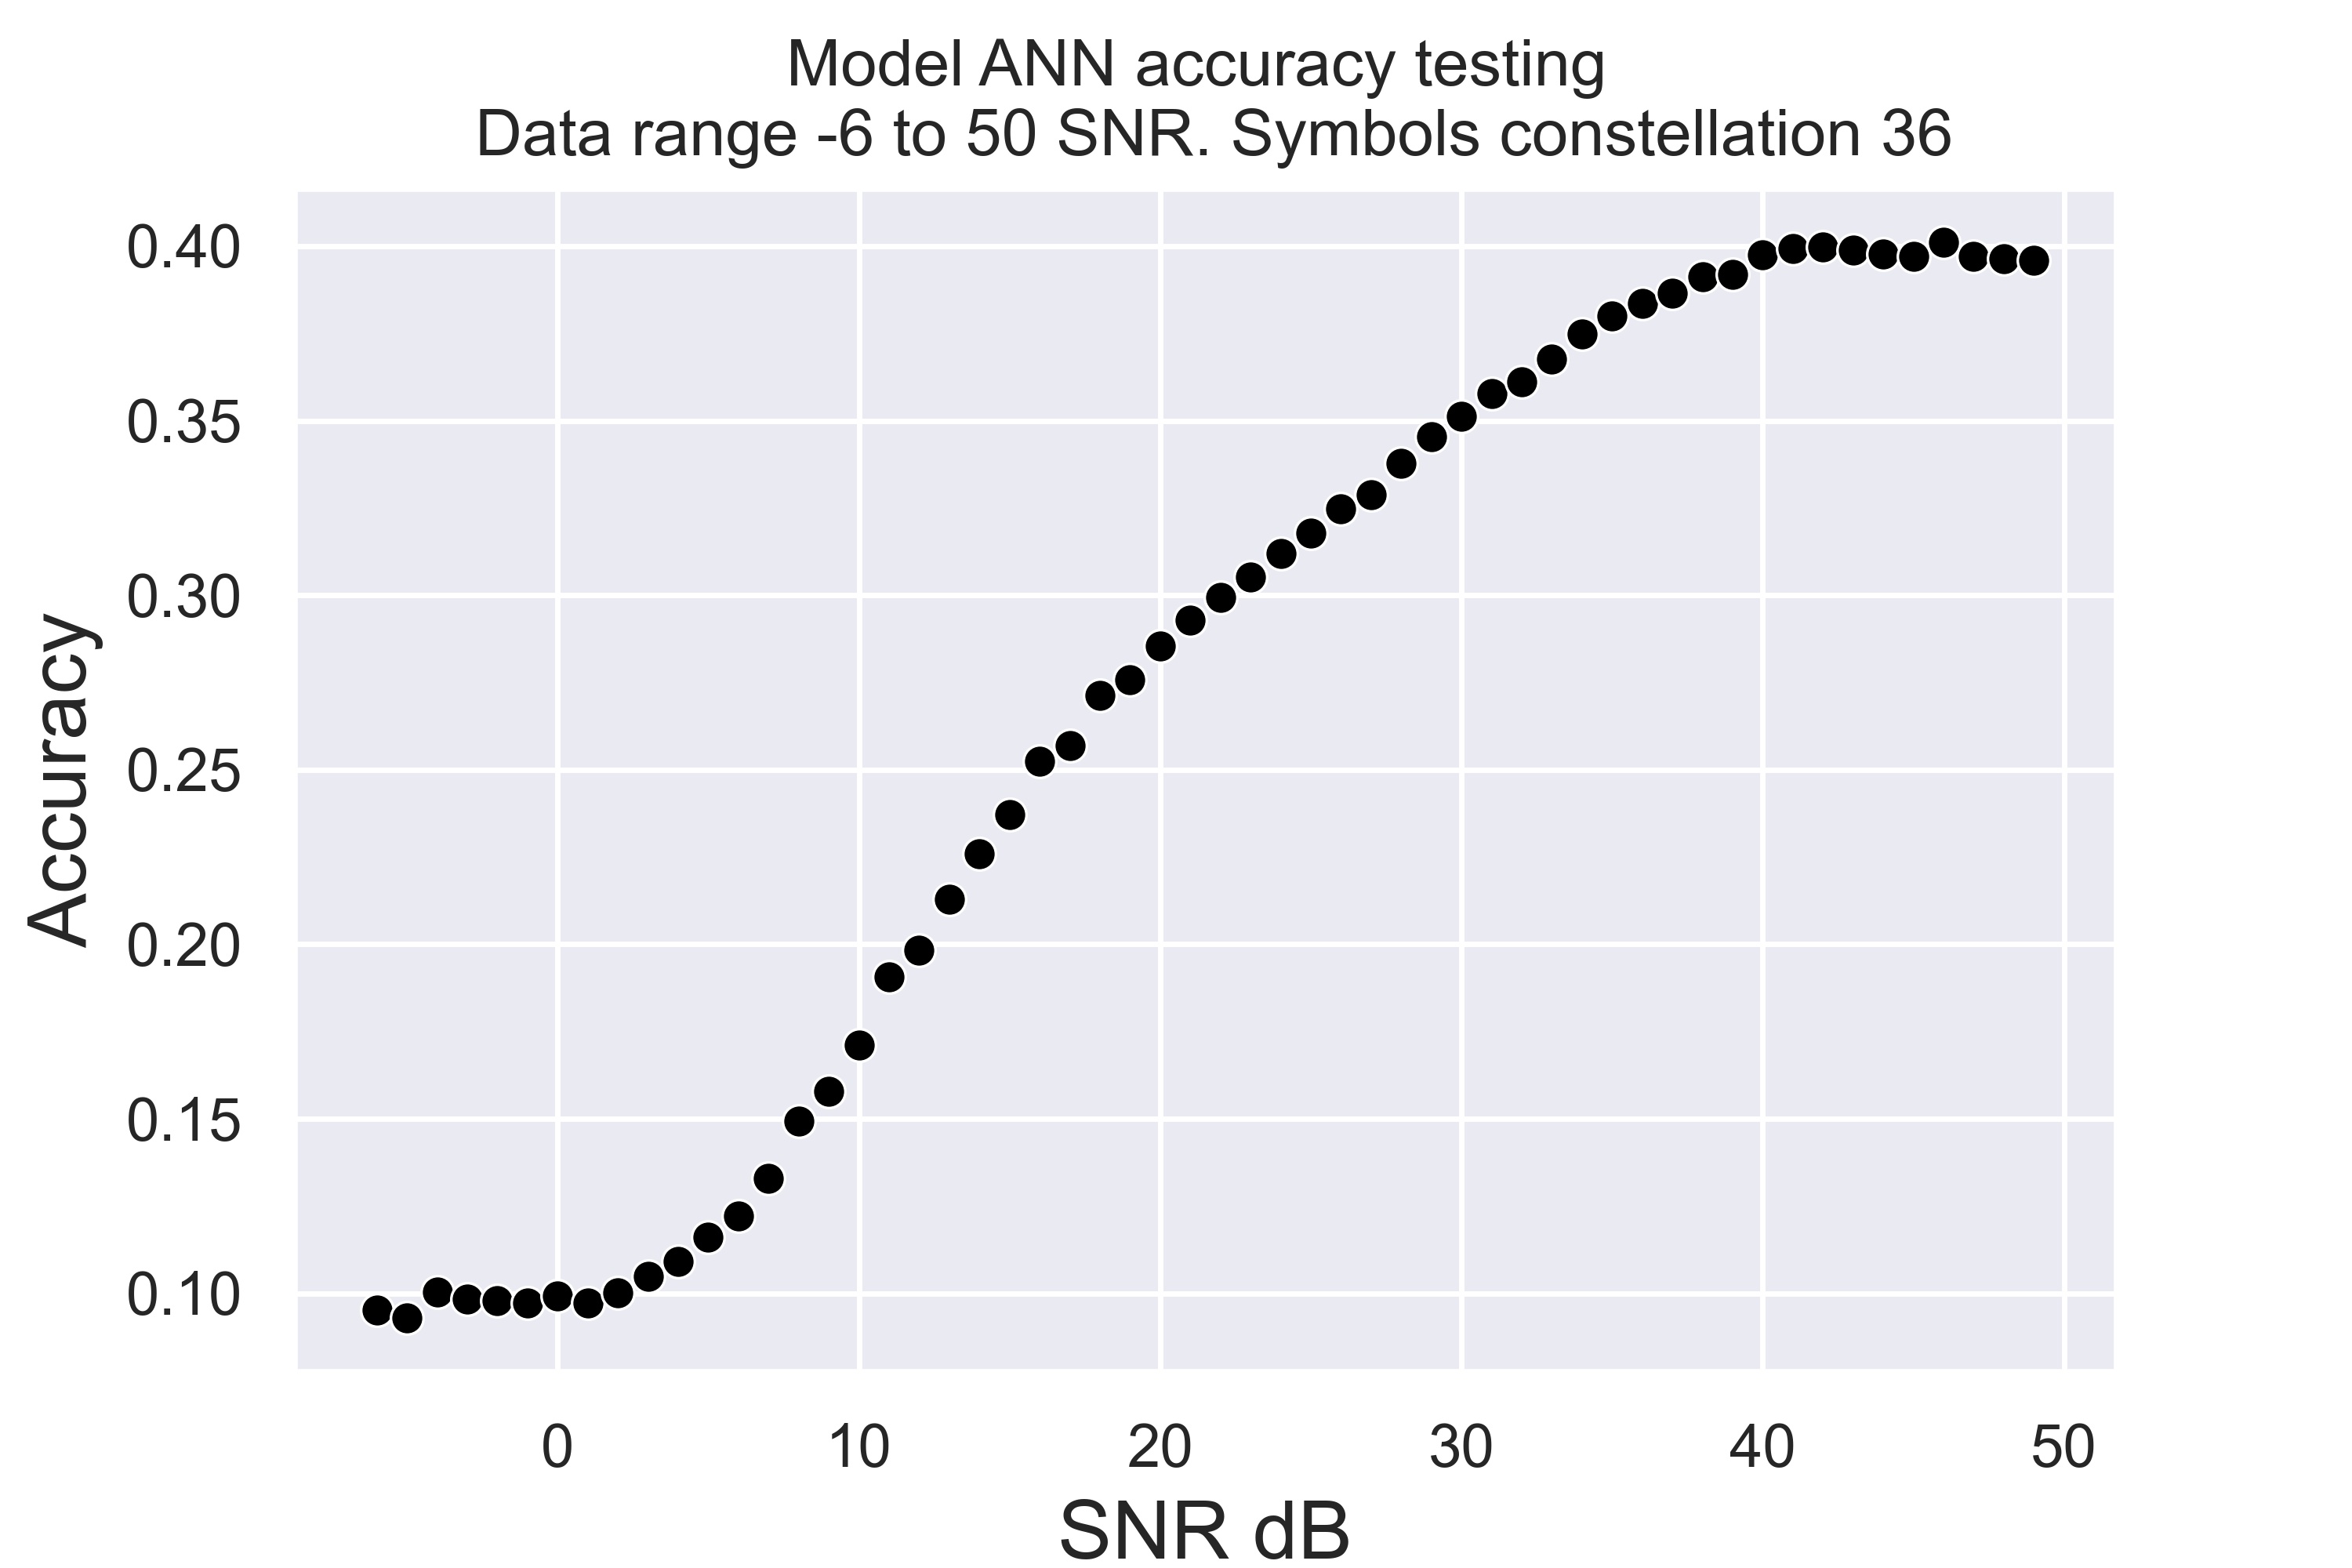 Model ANN accuracy testing
Data range -6 to 50 SNR. Symbols constellation 36
0.40
0.35
0.30
0.25
0.20
0.15
0.10
Accuracy
0 10 20 30 40 50
SNR dB